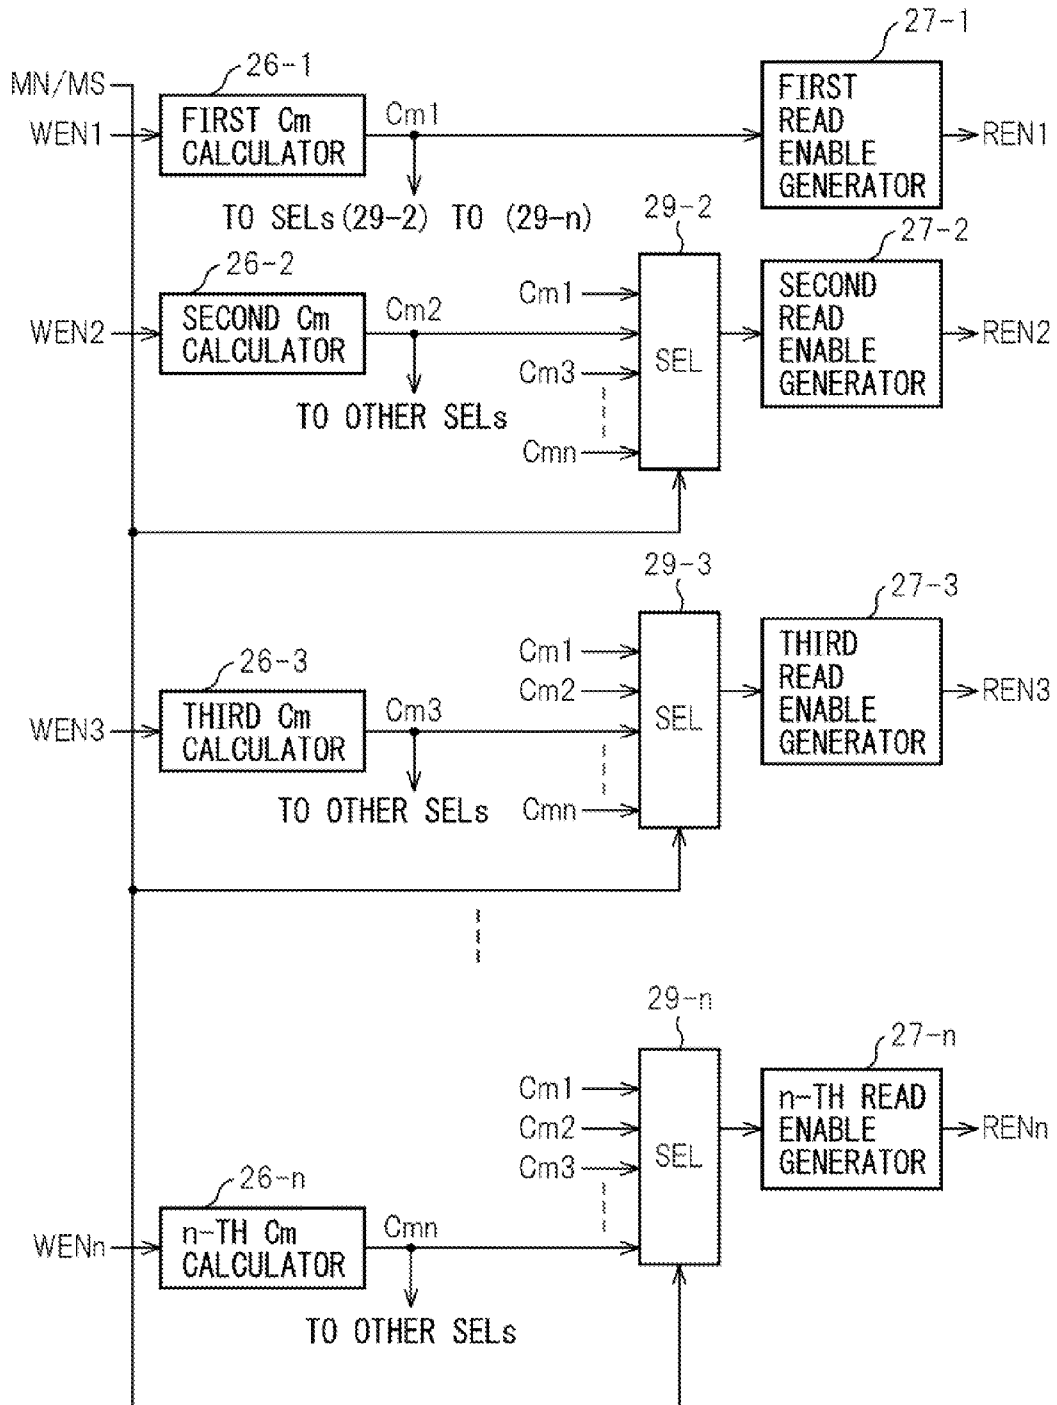 27-1
26-1
MN/MS
WEN1
FIRST Cm
CALCULATOR
Cm1
FIRST
READ
ENABLE
GENERATOR
REN1
TO SELs(29-2) TO (29-n)
29-2
27-2
26-2
WEN2
SECOND Cm
CALCULATOR
Cm2
Cm1
Cm3
Cmn
SEL
SECOND
READ
ENABLE
GENERATOR
REN2
TO OTHER SELs
29-3
27-3
26-3
WEN3
THIRD Cm
CALCULATOR
Cm3
Cm1
Cm2
Cmn
SEL
THIRD
READ
ENABLE
GENERATOR
REN3
TO OTHER SELs
29-n
27-n
Cm1
Cm2
Cm3
SEL
n-TH READ
ENABLE
GENERATOR
RENn
26-n
WENn
n-TH Cm
CALCULATOR
Cmn
TO OTHER SELs